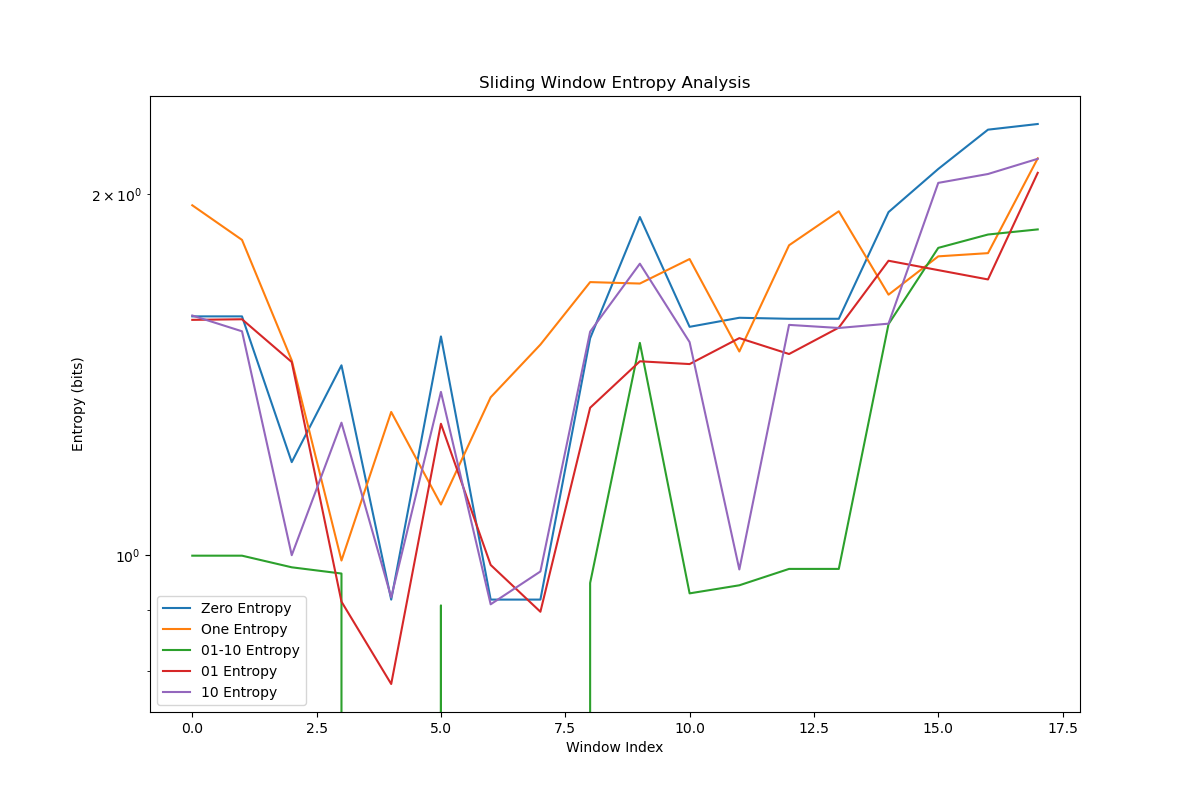 Sliding Window Entropy Analysis
Entropy (bits)
2 × 10⁰
10⁰
Zero Entropy
One Entropy
01-10 Entropy
01 Entropy
10 Entropy
0.0 2.5 5.0 7.5 10.0 12.5 15.0 17.5
Window Index